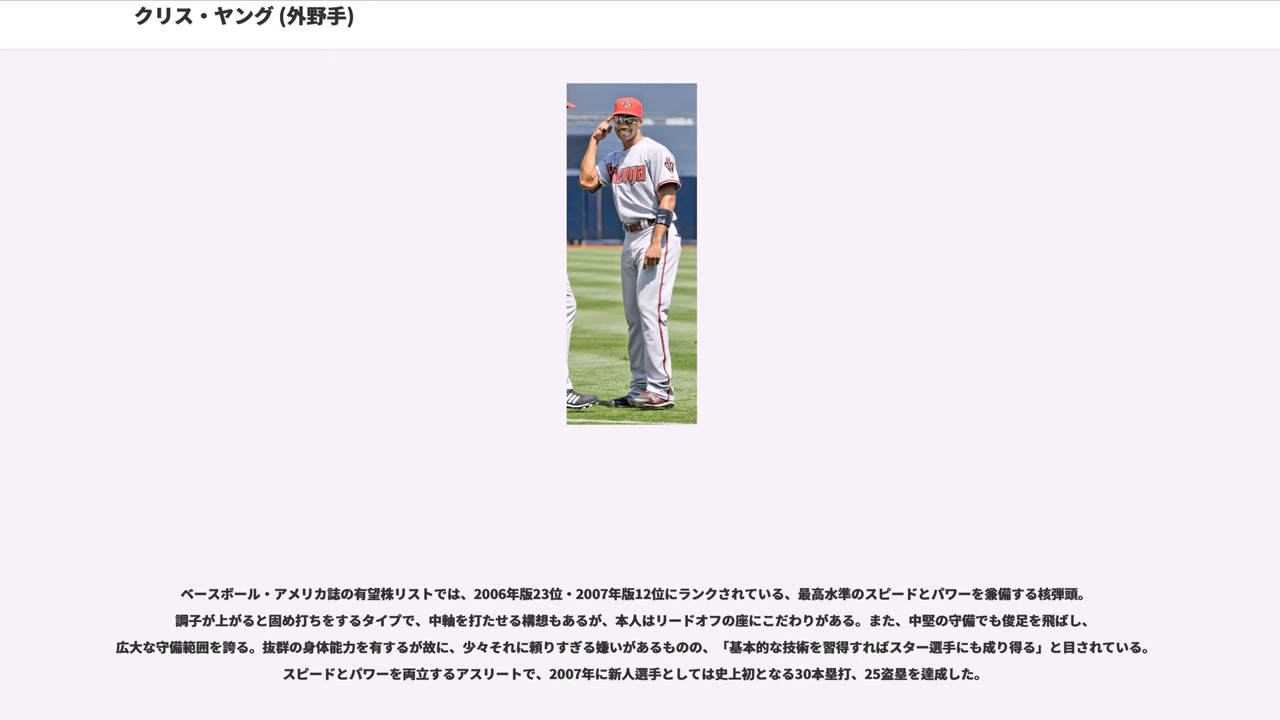 クリス・ヤング (外野手)
ベースボール・アメリカ誌の有望株リストでは、2006年版23位・2007年版12位にランクされている、最高水準のスピードとパワーを兼備する核弾頭。
調子が上がると固め打ちをするタイプで、中軸を打たせる構想もあるが、本人はリードオフの座にこだわりがある。また、中堅の守備でも俊足を飛ばし、
広大な守備範囲を誇る。抜群の身体能力を有するが故に、少々それに頼りすぎる嫌いがあるものの、「基本的な技術を習得すればスター選手にも成り得る」と目されている。
スピードとパワーを両立するアスリートで、2007年に新人選手としては史上初となる30本塁打、25盗塁を達成した。